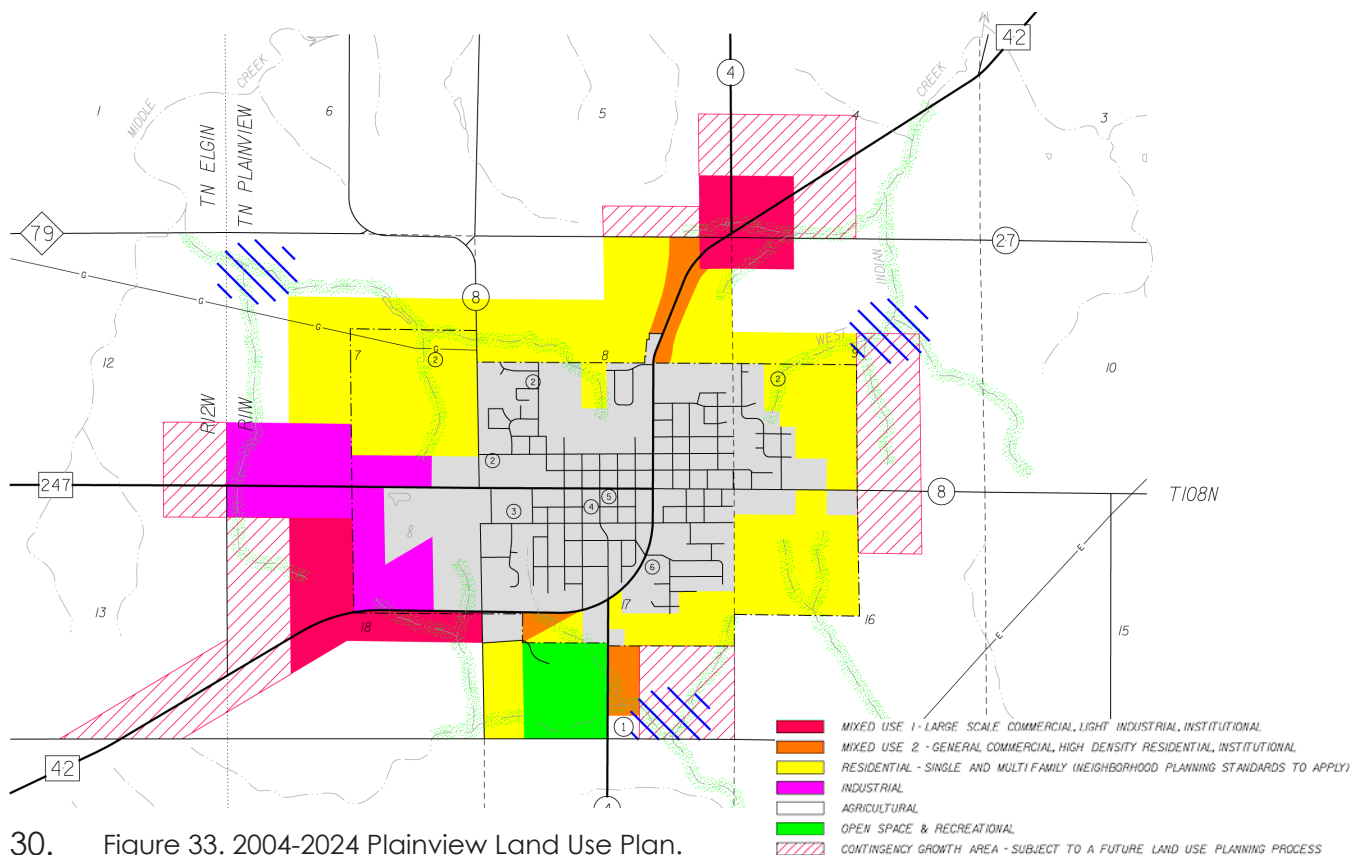 42
4
CREEK
MIDDLE
1
6
5
4
CREEK
3
TN ELGIN
TN PLAINVIEW
79
27
G
INDIAN
G
8
G
WEST
7
G
8
9
12
2
10
2
2
R12W
R11W
2
247
8
T108N
5
3
4
8
6
E
13
17
18
16
15
E
1
MIXED USE 1 - LARGE SCALE COMMERCIAL, LIGHT INDUSTRIAL, INSTITUTIONAL
MIXED USE 2 - GENERAL COMMERCIAL, HIGH DENSITY RESIDENTIAL, INSTITUTIONAL
42
RESIDENTIAL - SINGLE AND MULTI FAMILY (NEIGHBORHOOD PLANNING STANDARDS TO APPLY)
INDUSTRIAL
4
AGRICULTURAL
OPEN SPACE & RECREATIONAL
30. Figure 33. 2004-2024 Plainview Land Use Plan.
CONTINGENCY GROWTH AREA - SUBJECT TO A FUTURE LAND USE PLANNING PROCESS